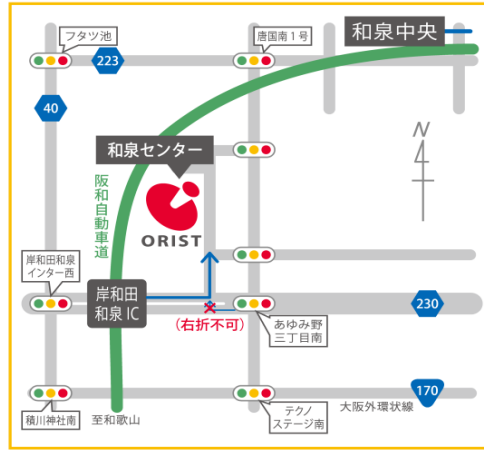 フタツ池
唐国南1号
和泉中央
223
40
和泉センター
阪和自動車道
N
ORIST
岸和田和泉
インター西
岸和田
和泉 IC
(右折不可)
あゆみ野
三丁目南
230
積川神社南
至和歌山
テクノ
ステージ南
大阪外環状線
170